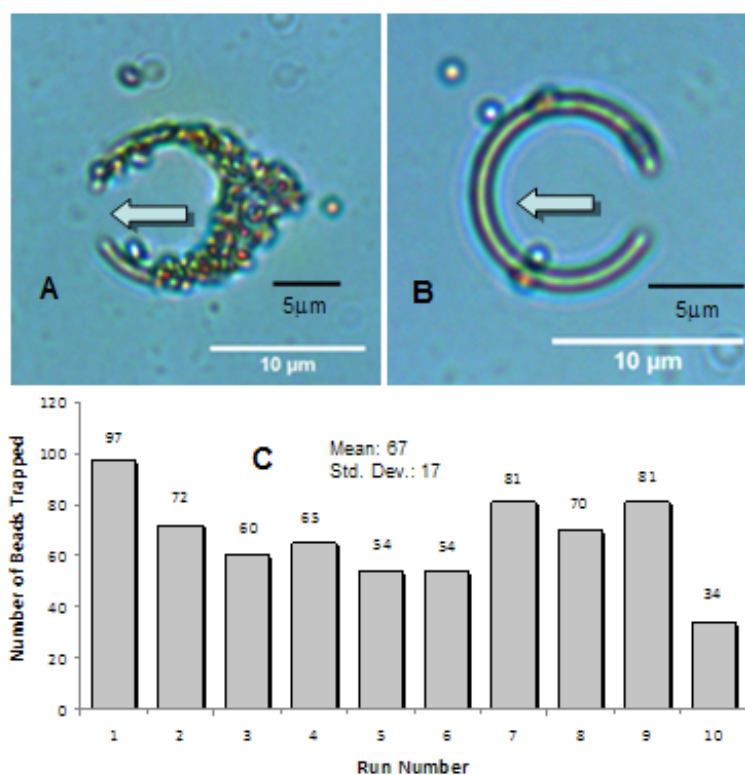 A
5μm
10 μm
B
5μm
10 μm
120
100
80
60
40
20
0
Number of Beads Trapped
C
Mean: 67
Std. Dev.: 17
97
72
60
65
54
54
81
70
81
34
1 2 3 4 5 6 7 8 9 10
Run Number